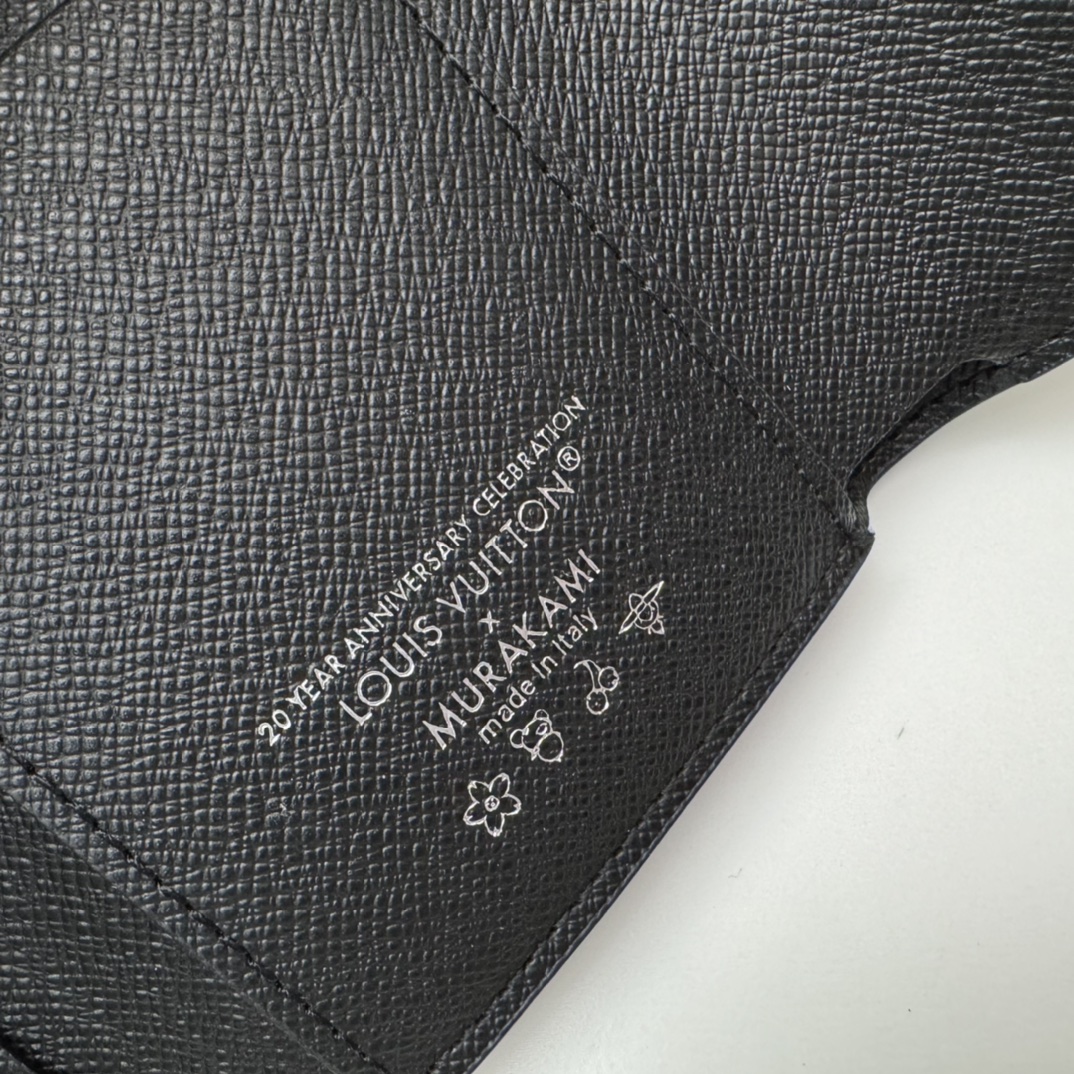 20 YEAR ANNIVERSARY CELEBRATION
LOUIS VUITTON®
x
MURAKAMI
made in Italy